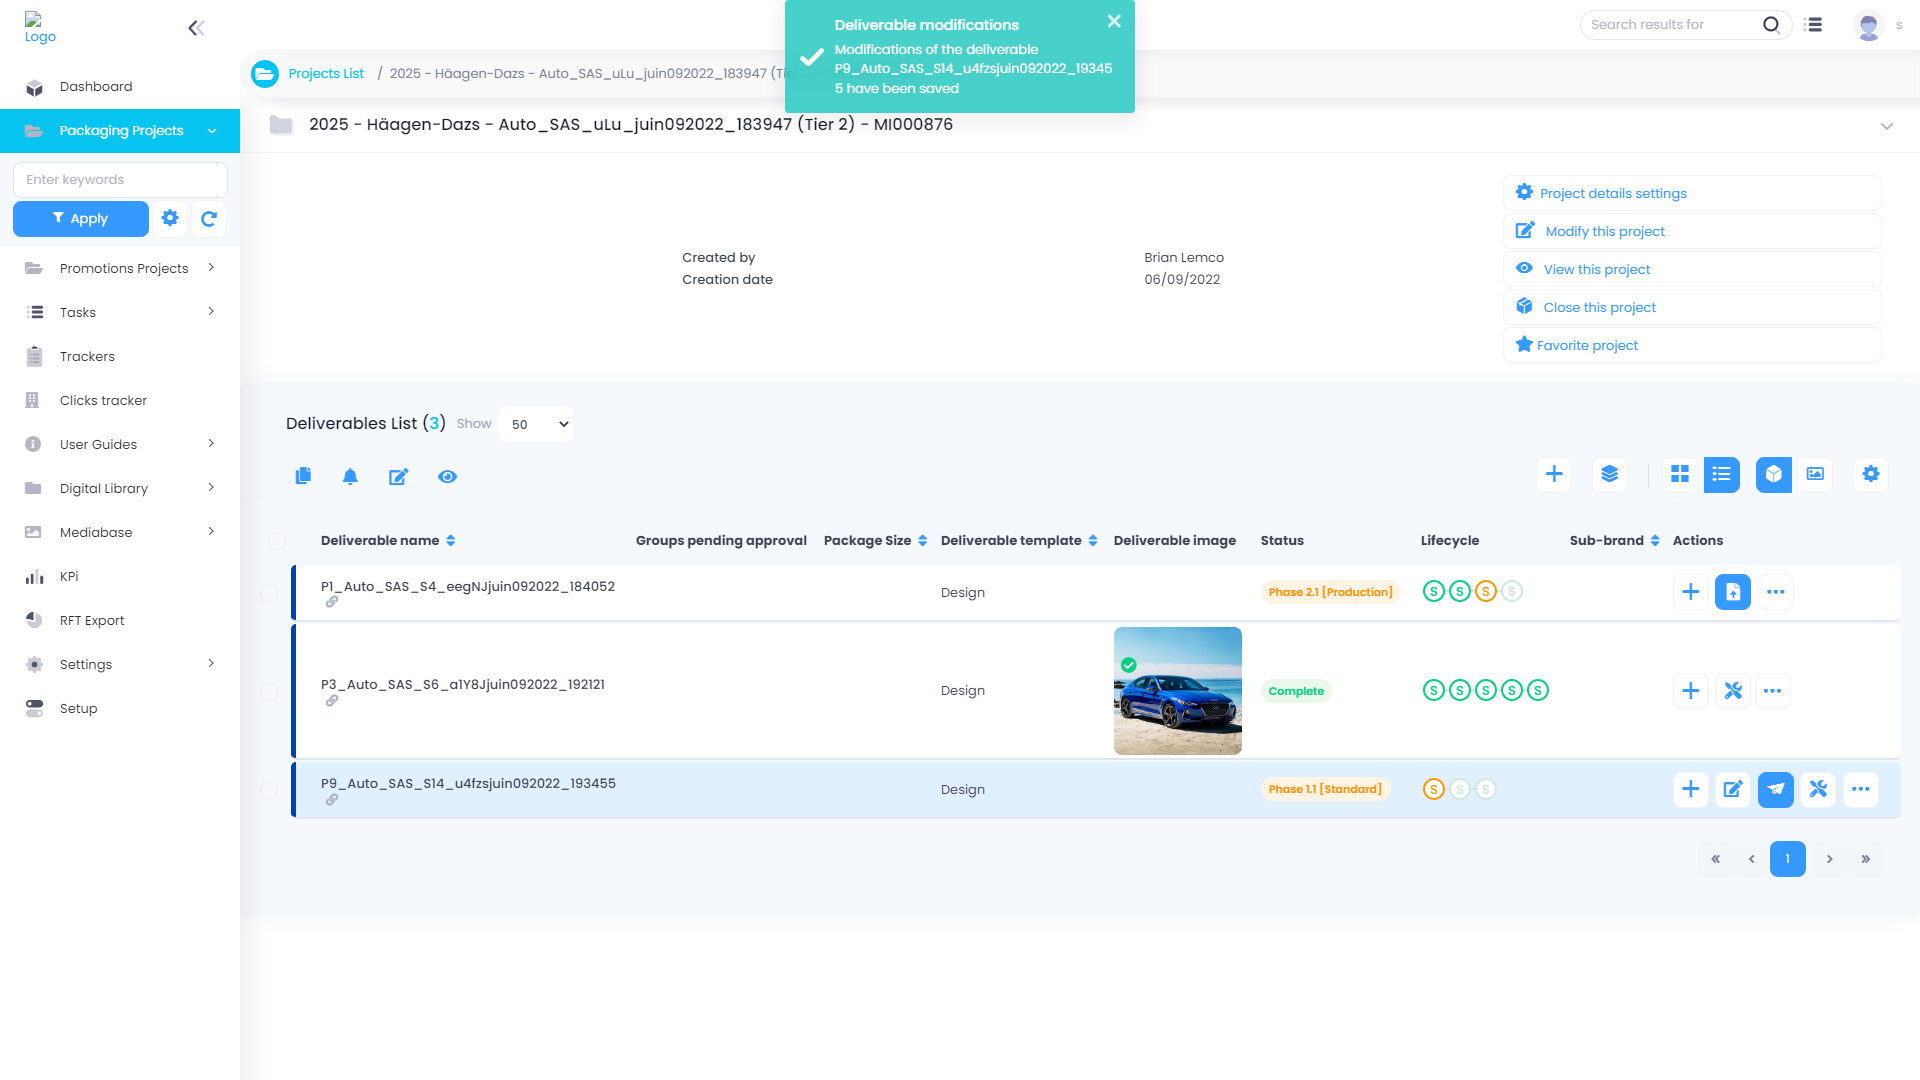 Logo
Deliverable modifications
Modifications of the deliverable
P9_Auto_SAS_S14_u4fzsjuin092022_19345
5 have been saved
Search results for
s
Projects List / 2025 - Häagen-Dazs - Auto_SAS_uLu_juin092022_183947 (Tier 2)
Dashboard
Packaging Projects
Enter keywords
Apply
Promotions Projects
Tasks
Trackers
Clicks tracker
User Guides
Digital Library
Mediabase
KPi
RFT Export
Settings
Setup
2025 - Häagen-Dazs - Auto_SAS_uLu_juin092022_183947 (Tier 2) - MI000876
Created by Brian Lemco
Creation date 06/09/2022
Project details settings
Modify this project
View this project
Close this project
Favorite project
Deliverables List (3) Show 50
Deliverable name Groups pending approval Package Size Deliverable template Deliverable image Status Lifecycle Sub-brand Actions
P1_Auto_SAS_S4_eegNJjuin092022_184052 Design Phase 2.1 [Production] S S S S
P3_Auto_SAS_S6_a1Y8Jjuin092022_192121 Design Complete S S S S S
P9_Auto_SAS_S14_u4fzsjuin092022_193455 Design Phase 1.1 [Standard] S S S
« ‹ 1 › »